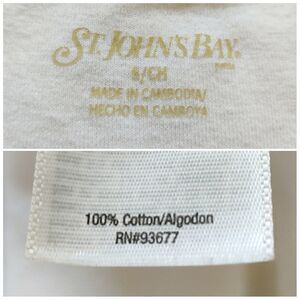 ST. JOHN'S BAY.
S/CH
MADE IN CAMBODIA/
HECHO EN CAMBOYA
100% Cotton/Algodon
RN#93677